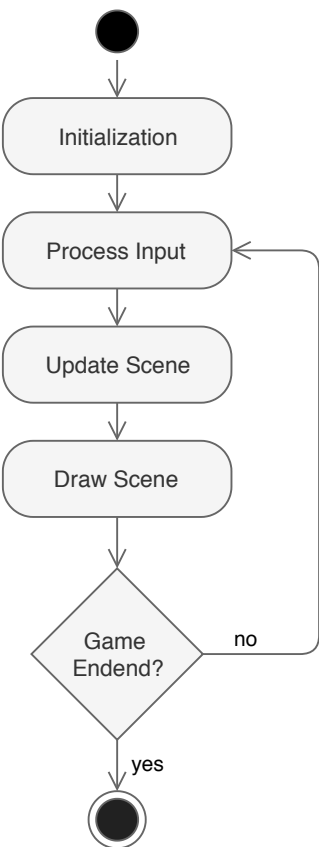 Initialization
Process Input
Update Scene
Draw Scene
Game
Endend?
no
yes